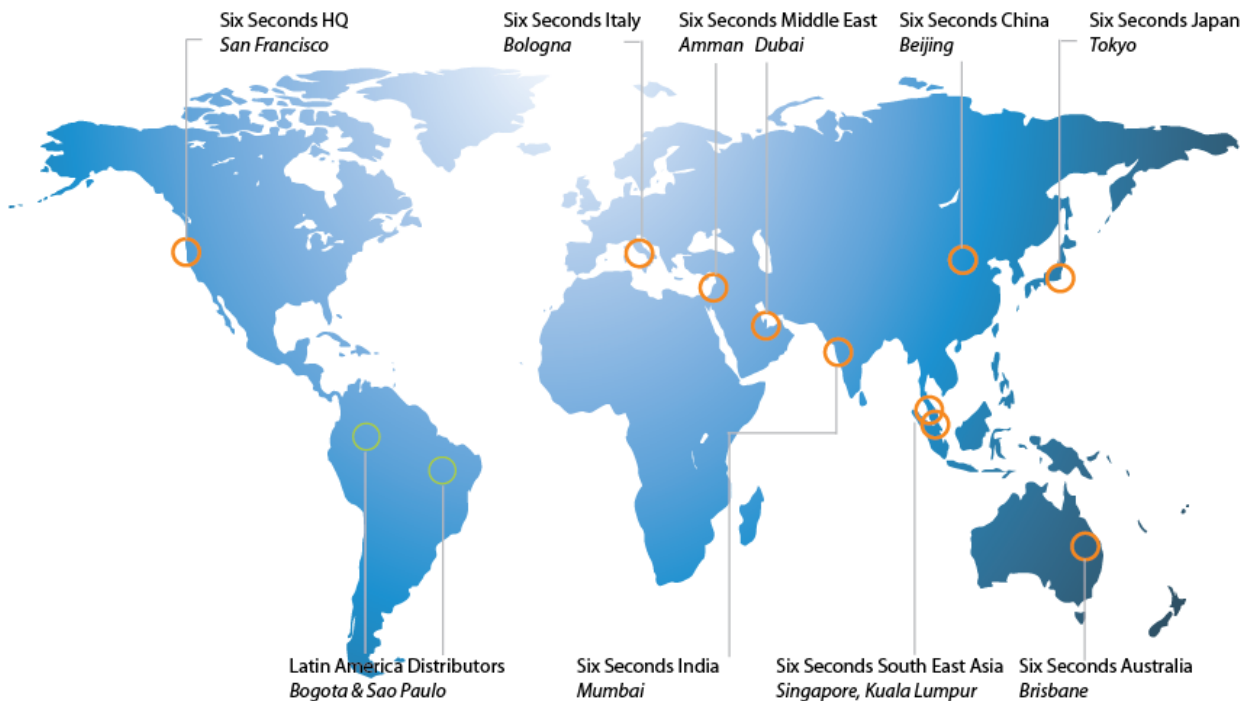 Six Seconds HQ
San Francisco
Six Seconds Italy
Bologna
Six Seconds Middle East
Amman Dubai
Six Seconds China
Beijing
Six Seconds Japan
Tokyo
Latin America Distributors
Bogota & Sao Paulo
Six Seconds India
Mumbai
Six Seconds South East Asia
Singapore, Kuala Lumpur
Six Seconds Australia
Brisbane